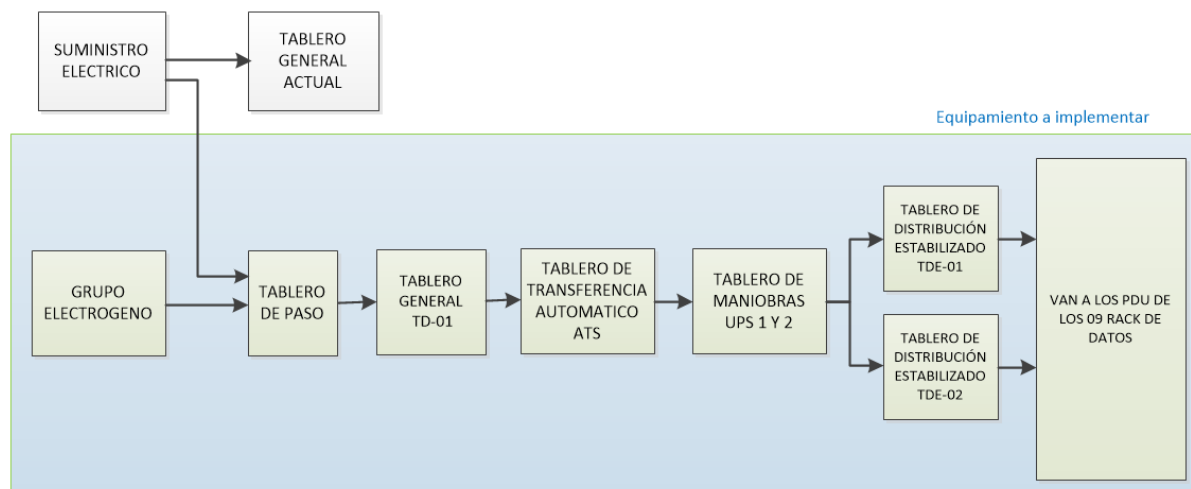 SUMINISTRO
ELECTRICO
TABLERO
GENERAL
ACTUAL
Equipamiento a implementar
GRUPO
ELECTROGENO
TABLERO
DE PASO
TABLERO
GENERAL
TD-01
TABLERO DE
TRANSFERENCIA
AUTOMATICO
ATS
TABLERO DE
MANIOBRAS
UPS 1 Y 2
TABLERO DE
DISTRIBUCIÓN
ESTABILIZADO
TDE-01
TABLERO DE
DISTRIBUCIÓN
ESTABILIZADO
TDE-02
VAN A LOS PDU DE
LOS 09 RACK DE
DATOS